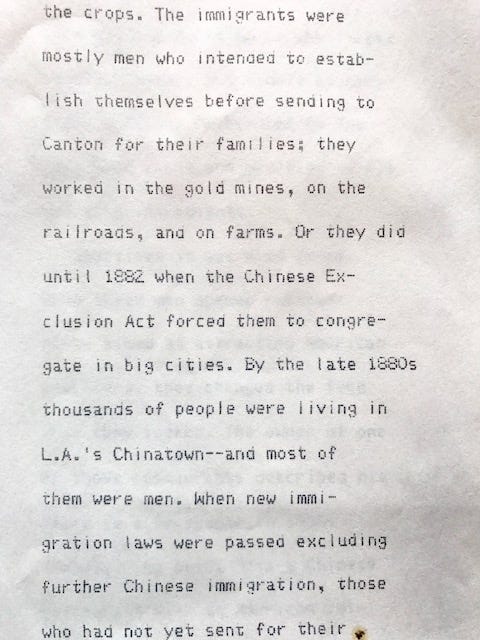 the crops. The immigrants were
mostly men who intended to estab-
lish themselves before sending to
Canton for their families; they
worked in the gold mines, on the
railroads, and on farms. Or they did
until 1882 when the Chinese Ex-
clusion Act forced them to congre-
gate in big cities. By the late 1880s
thousands of people were living in
L.A.'s Chinatown--and most of
them were men. When new immi-
gration laws were passed excluding
further Chinese immigration, those
who had not yet sent for their